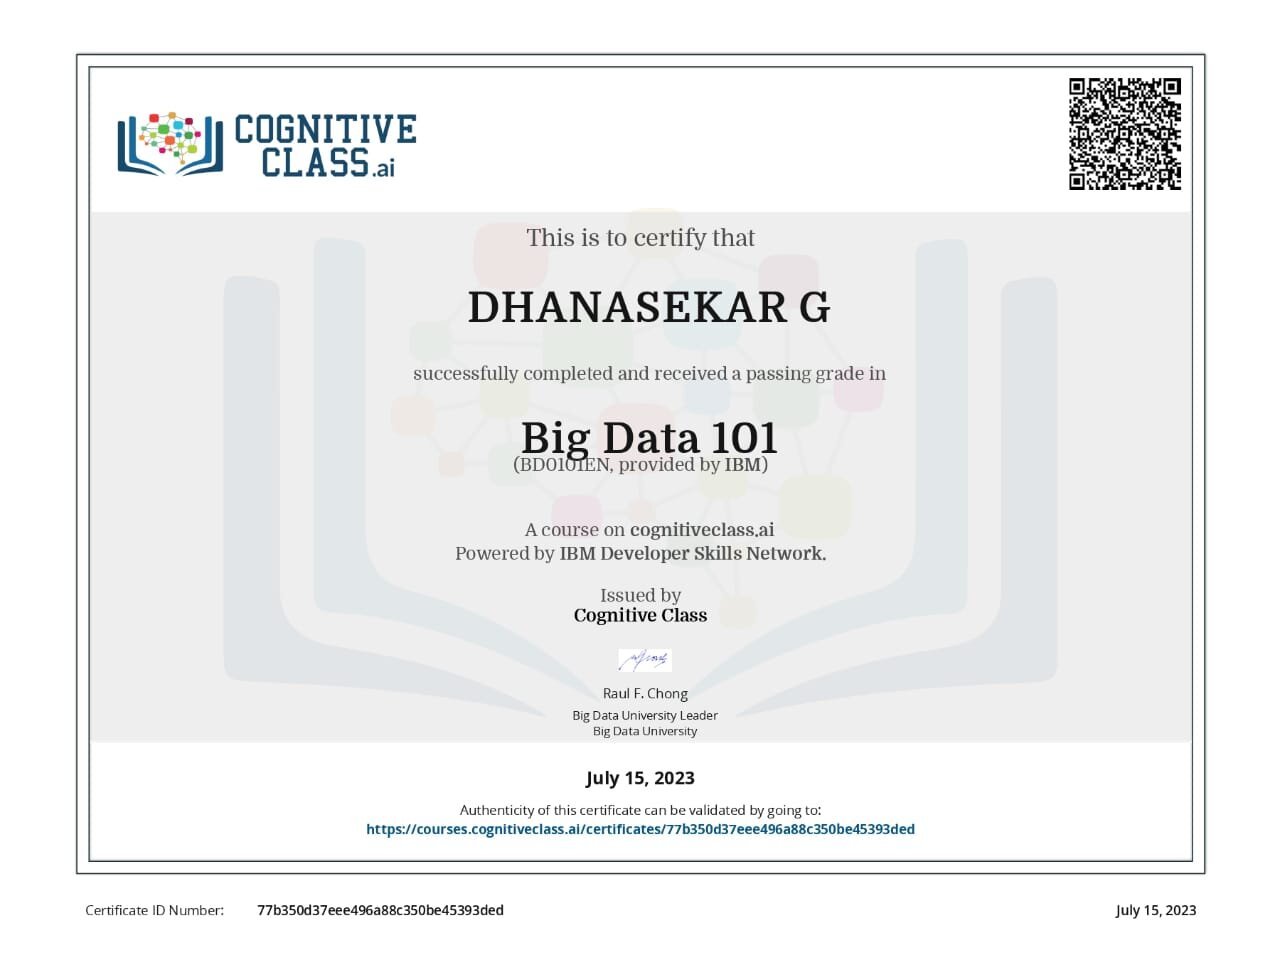 COGNITIVE
CLASS.ai
This is to certify that
DHANASEKAR G
successfully completed and received a passing grade in
Big Data 101
(BD0101EN, provided by IBM)
A course on cognitiveclass.ai
Powered by IBM Developer Skills Network.
Issued by
Cognitive Class
Raul F. Chong
Big Data University Leader
Big Data University
July 15, 2023
Authenticity of this certificate can be validated by going to:
https://courses.cognitiveclass.ai/certificates/77b350d37eee496a88c350be45393ded
Certificate ID Number: 77b350d37eee496a88c350be45393ded July 15, 2023